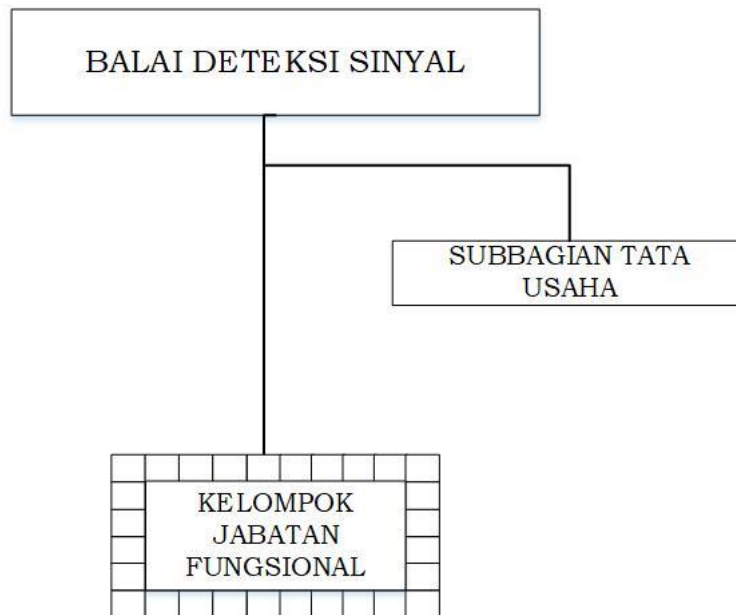 BALAI DETEKSI SINYAL
SUBBAGIAN TATA
USAHA
KELOMPOK
JABATAN
FUNGSIONAL